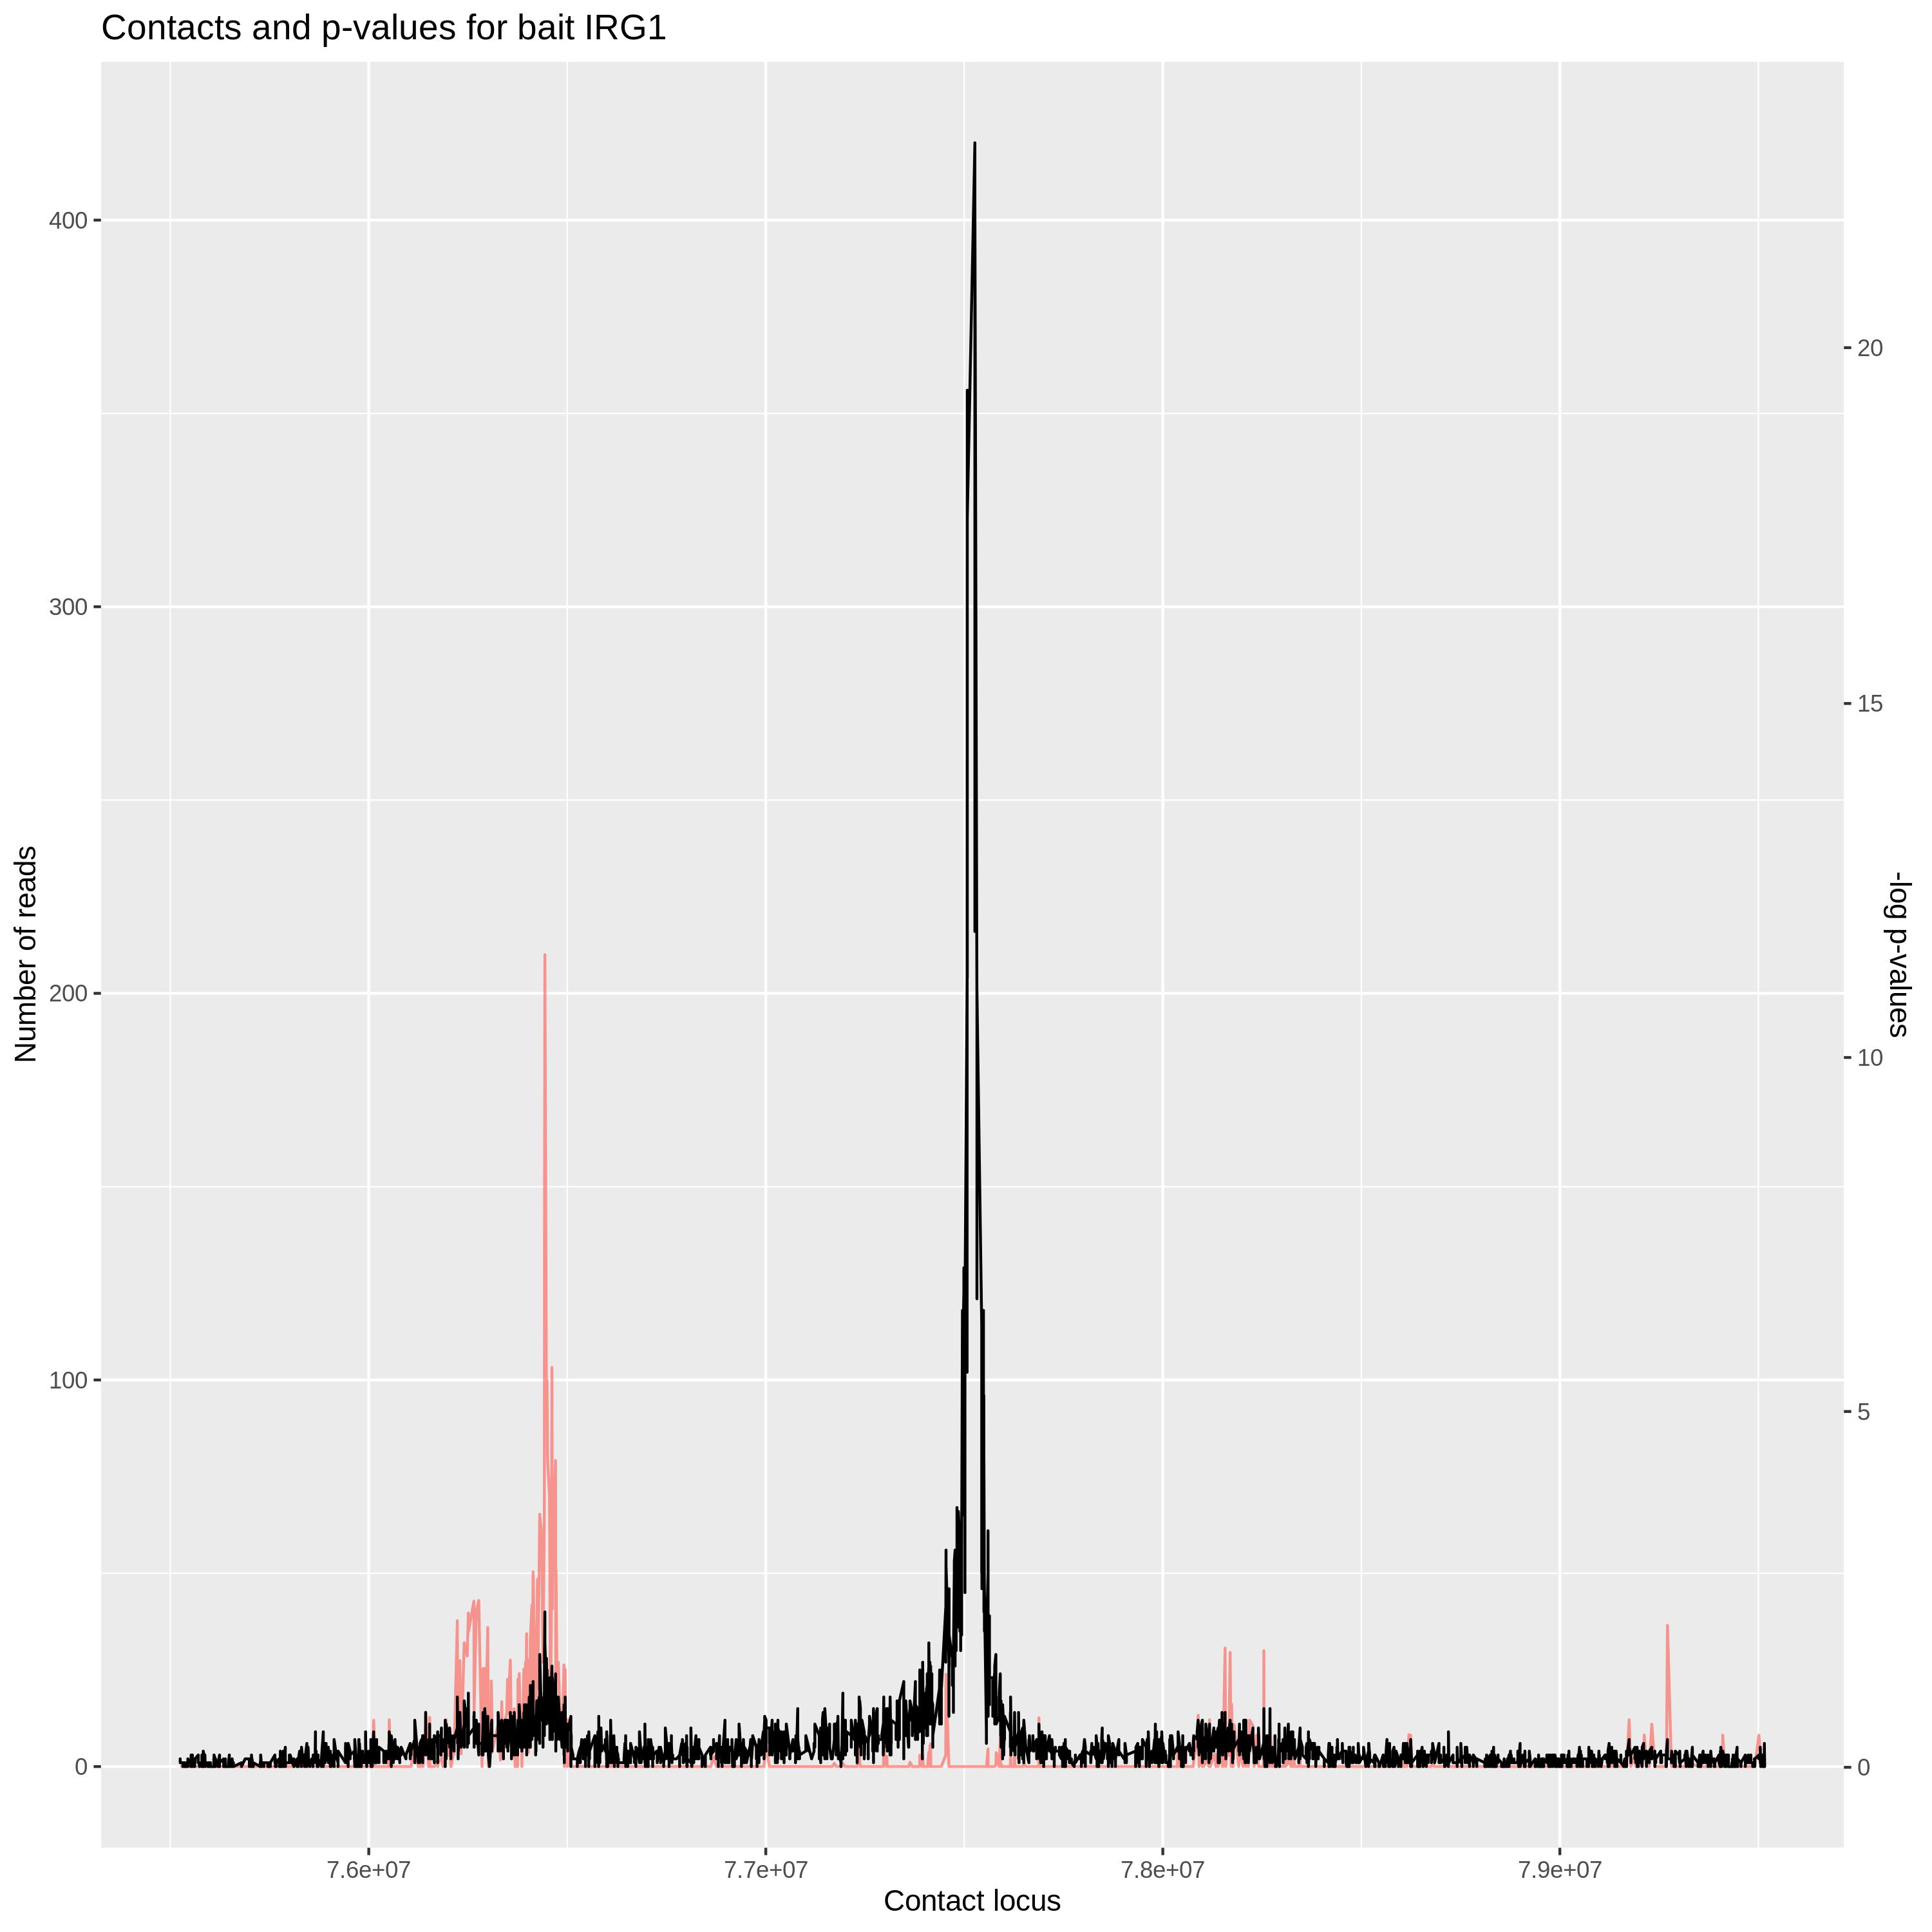 Contacts and p-values for bait IRG1
400
300
200
100
0
Number of reads
20
15
10
5
0
-log p-values
7.6e+07
7.7e+07
7.8e+07
7.9e+07
Contact locus